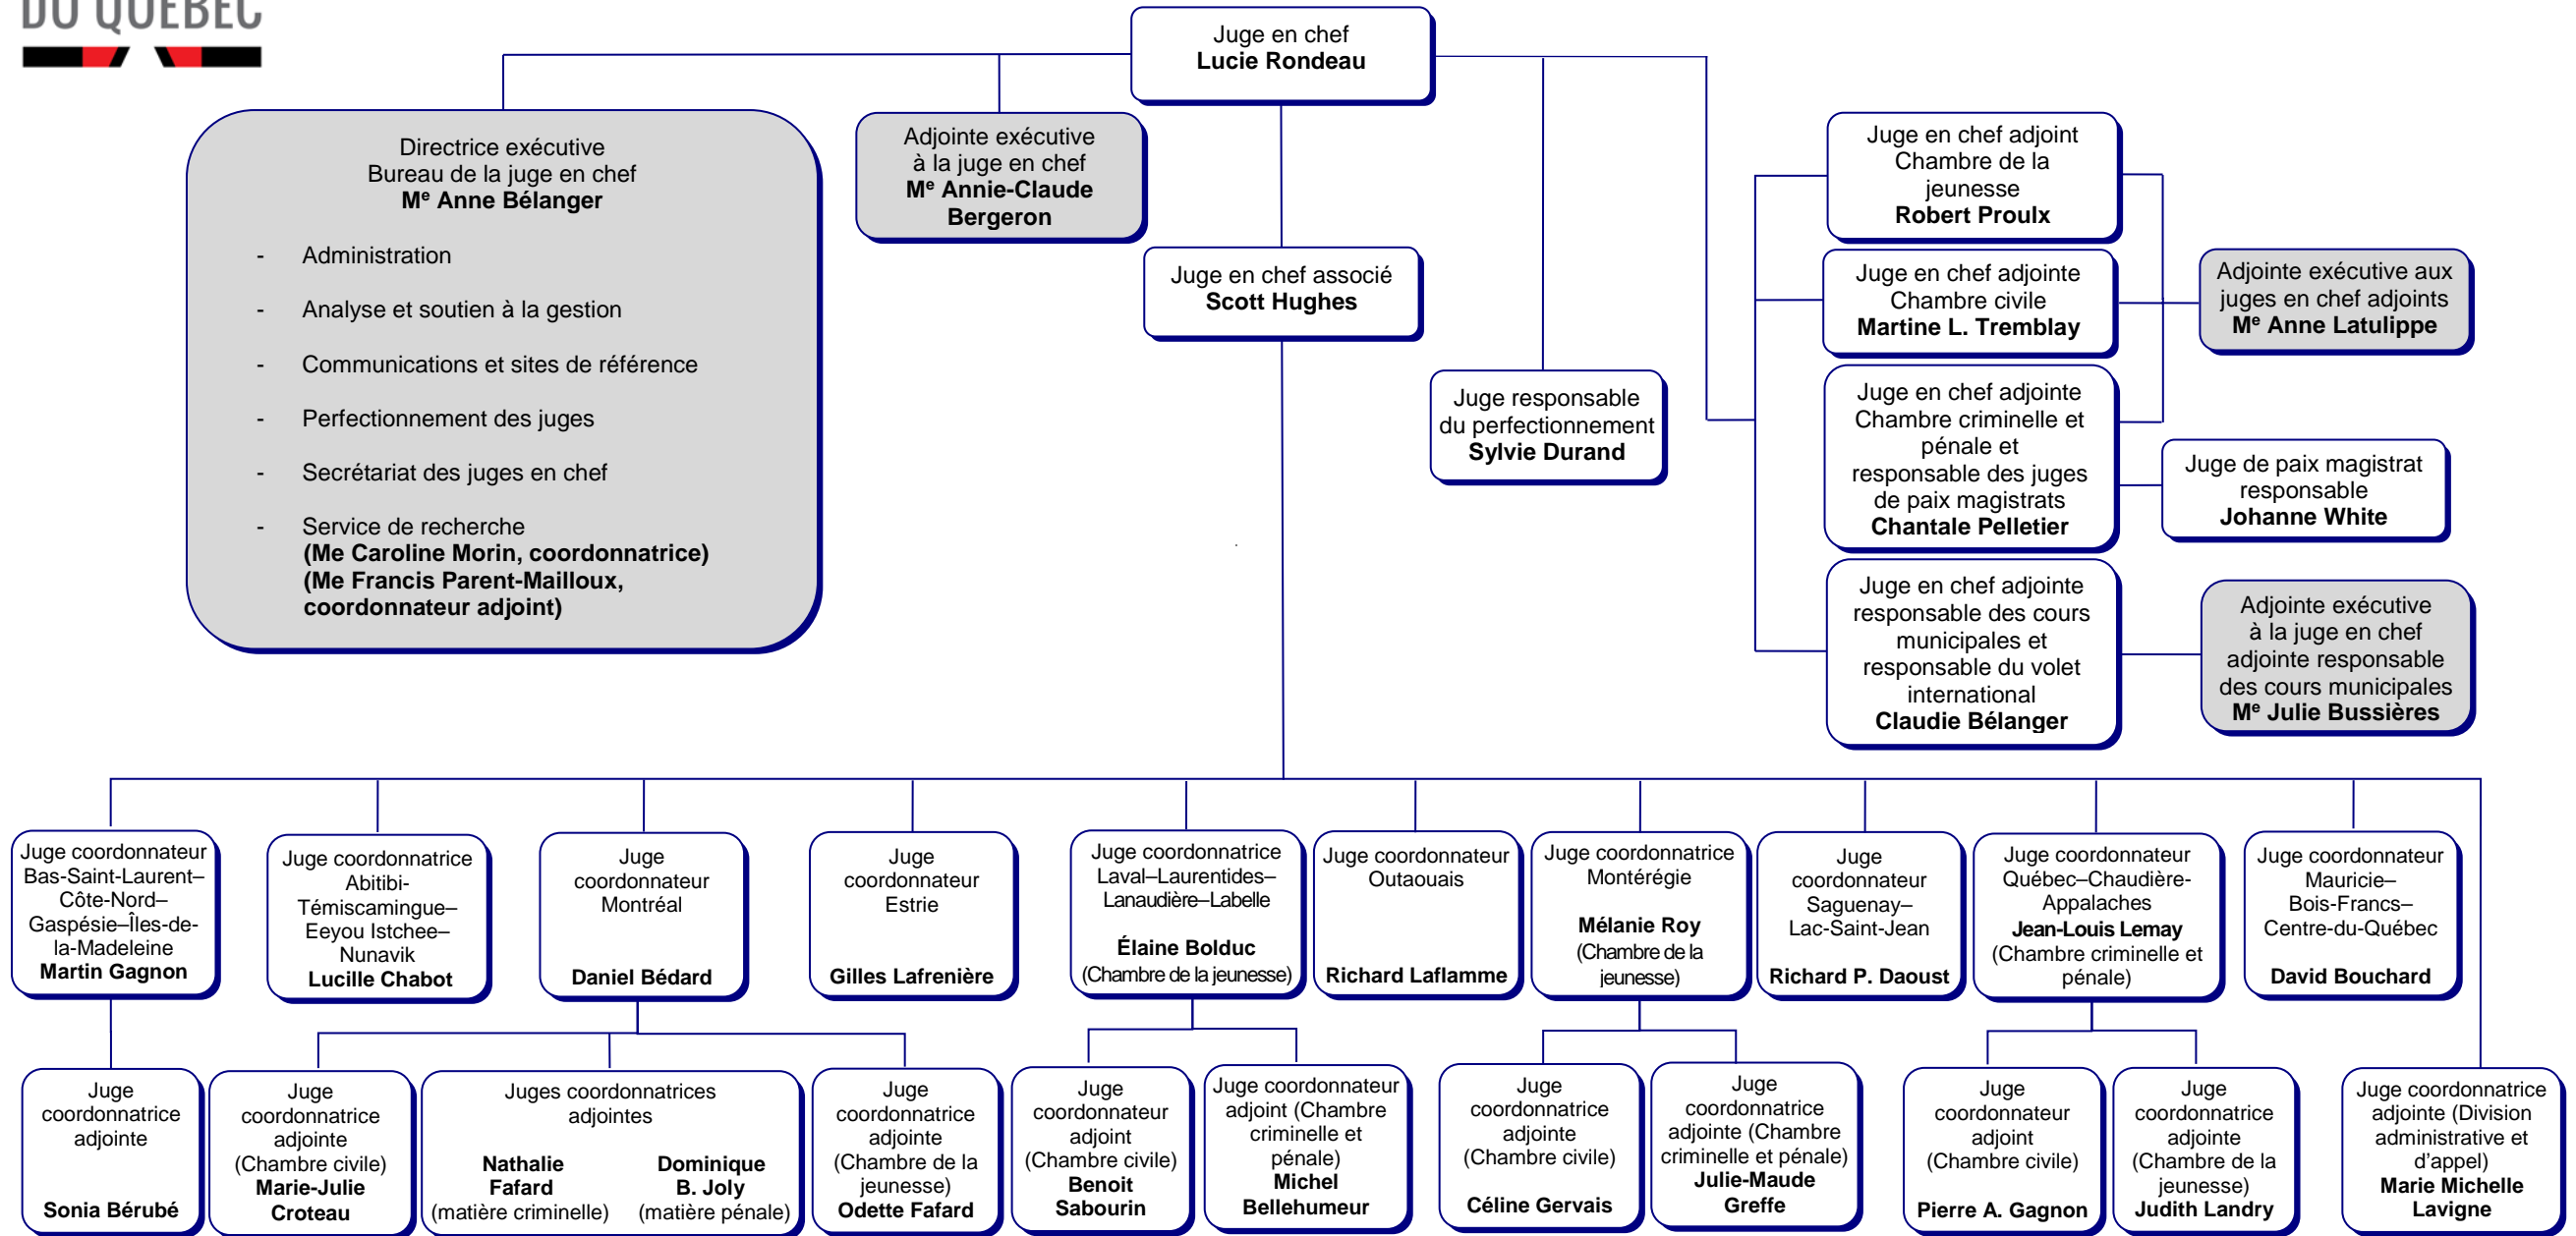 DU QUÉBEC
Juge en chef
Lucie Rondeau
Directrice exécutive
Bureau de la juge en chef
Me Anne Bélanger
- Administration
- Analyse et soutien à la gestion
- Communications et sites de référence
- Perfectionnement des juges
- Secrétariat des juges en chef
- Service de recherche
(Me Caroline Morin, coordonnatrice)
(Me Francis Parent-Mailloux,
coordonnateur adjoint)
Adjointe exécutive
à la juge en chef
Me Annie-Claude
Bergeron
Juge en chef associé
Scott Hughes
Juge responsable
du perfectionnement
Sylvie Durand
Juge en chef adjoint
Chambre de la
jeunesse
Robert Proulx
Juge en chef adjointe
Chambre civile
Martine L. Tremblay
Juge en chef adjointe
Chambre criminelle et
pénale et
responsable des juges
de paix magistrats
Chantale Pelletier
Juge en chef adjointe
responsable des cours
municipales et
responsable du volet
international
Claudie Bélanger
Adjointe exécutive aux
juges en chef adjoints
Me Anne Latulippe
Juge de paix magistrat
responsable
Johanne White
Adjointe exécutive
à la juge en chef
adjointe responsable
des cours municipales
Me Julie Bussières
Juge coordonnateur
Bas-Saint-Laurent–
Côte-Nord–
Gaspésie–Îles-de-
la-Madeleine
Martin Gagnon
Juge coordonnatrice
Abitibi-
Témiscamingue–
Eeyou Istchee–
Nunavik
Lucille Chabot
Juge
coordonnateur
Montréal
Daniel Bédard
Juge
coordonnateur
Estrie
Gilles Lafrenière
Juge coordonnatrice
Laval–Laurentides–
Lanaudière–Labelle
Élaine Bolduc
(Chambre de la jeunesse)
Juge coordonnateur
Outaouais
Richard Laflamme
Juge coordonnatrice
Montérégie
Mélanie Roy
(Chambre de la
jeunesse)
Juge
coordonnateur
Saguenay–
Lac-Saint-Jean
Richard P. Daoust
Juge coordonnateur
Québec–Chaudière-
Appalaches
Jean-Louis Lemay
(Chambre criminelle et
pénale)
Juge coordonnateur
Mauricie–
Bois-Francs–
Centre-du-Québec
David Bouchard
Juge
coordonnatrice
adjointe
Sonia Bérubé
Juge
coordonnatrice
adjointe
(Chambre civile)
Marie-Julie
Croteau
Juges coordonnatrices
adjointes
Nathalie
Fafard
(matière criminelle)
Dominique
B. Joly
(matière pénale)
Juge
coordonnatrice
adjointe
(Chambre de la
jeunesse)
Odette Fafard
Juge
coordonnateur
adjoint
(Chambre civile)
Benoit
Sabourin
Juge coordonnateur
adjoint (Chambre
criminelle et
pénale)
Michel
Bellehumeur
Juge
coordonnatrice
adjointe
(Chambre civile)
Céline Gervais
Juge
coordonnatrice
adjointe (Chambre
criminelle et pénale)
Julie-Maude
Greffe
Juge
coordonnateur
adjoint
(Chambre civile)
Pierre A. Gagnon
Juge
coordonnatrice
adjointe
(Chambre de la
jeunesse)
Judith Landry
Juge coordonnatrice
adjointe (Division
administrative et
d'appel)
Marie Michelle
Lavigne